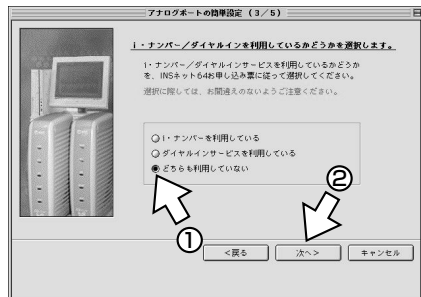 アナログポートの簡単設定（3／5）
i・ナンバー／ダイヤルインを利用しているかどうかを選択します。
i・ナンバー／ダイヤルインサービスを利用しているかどうか
を、INSネット64お申し込み票に従って選択してください。
選択に際しては、お間違えのないようご注意ください。
i・ナンバーを利用している
ダイヤルインサービスを利用している
どちらも利用していない
① ②
<戻る 次へ> キャンセル